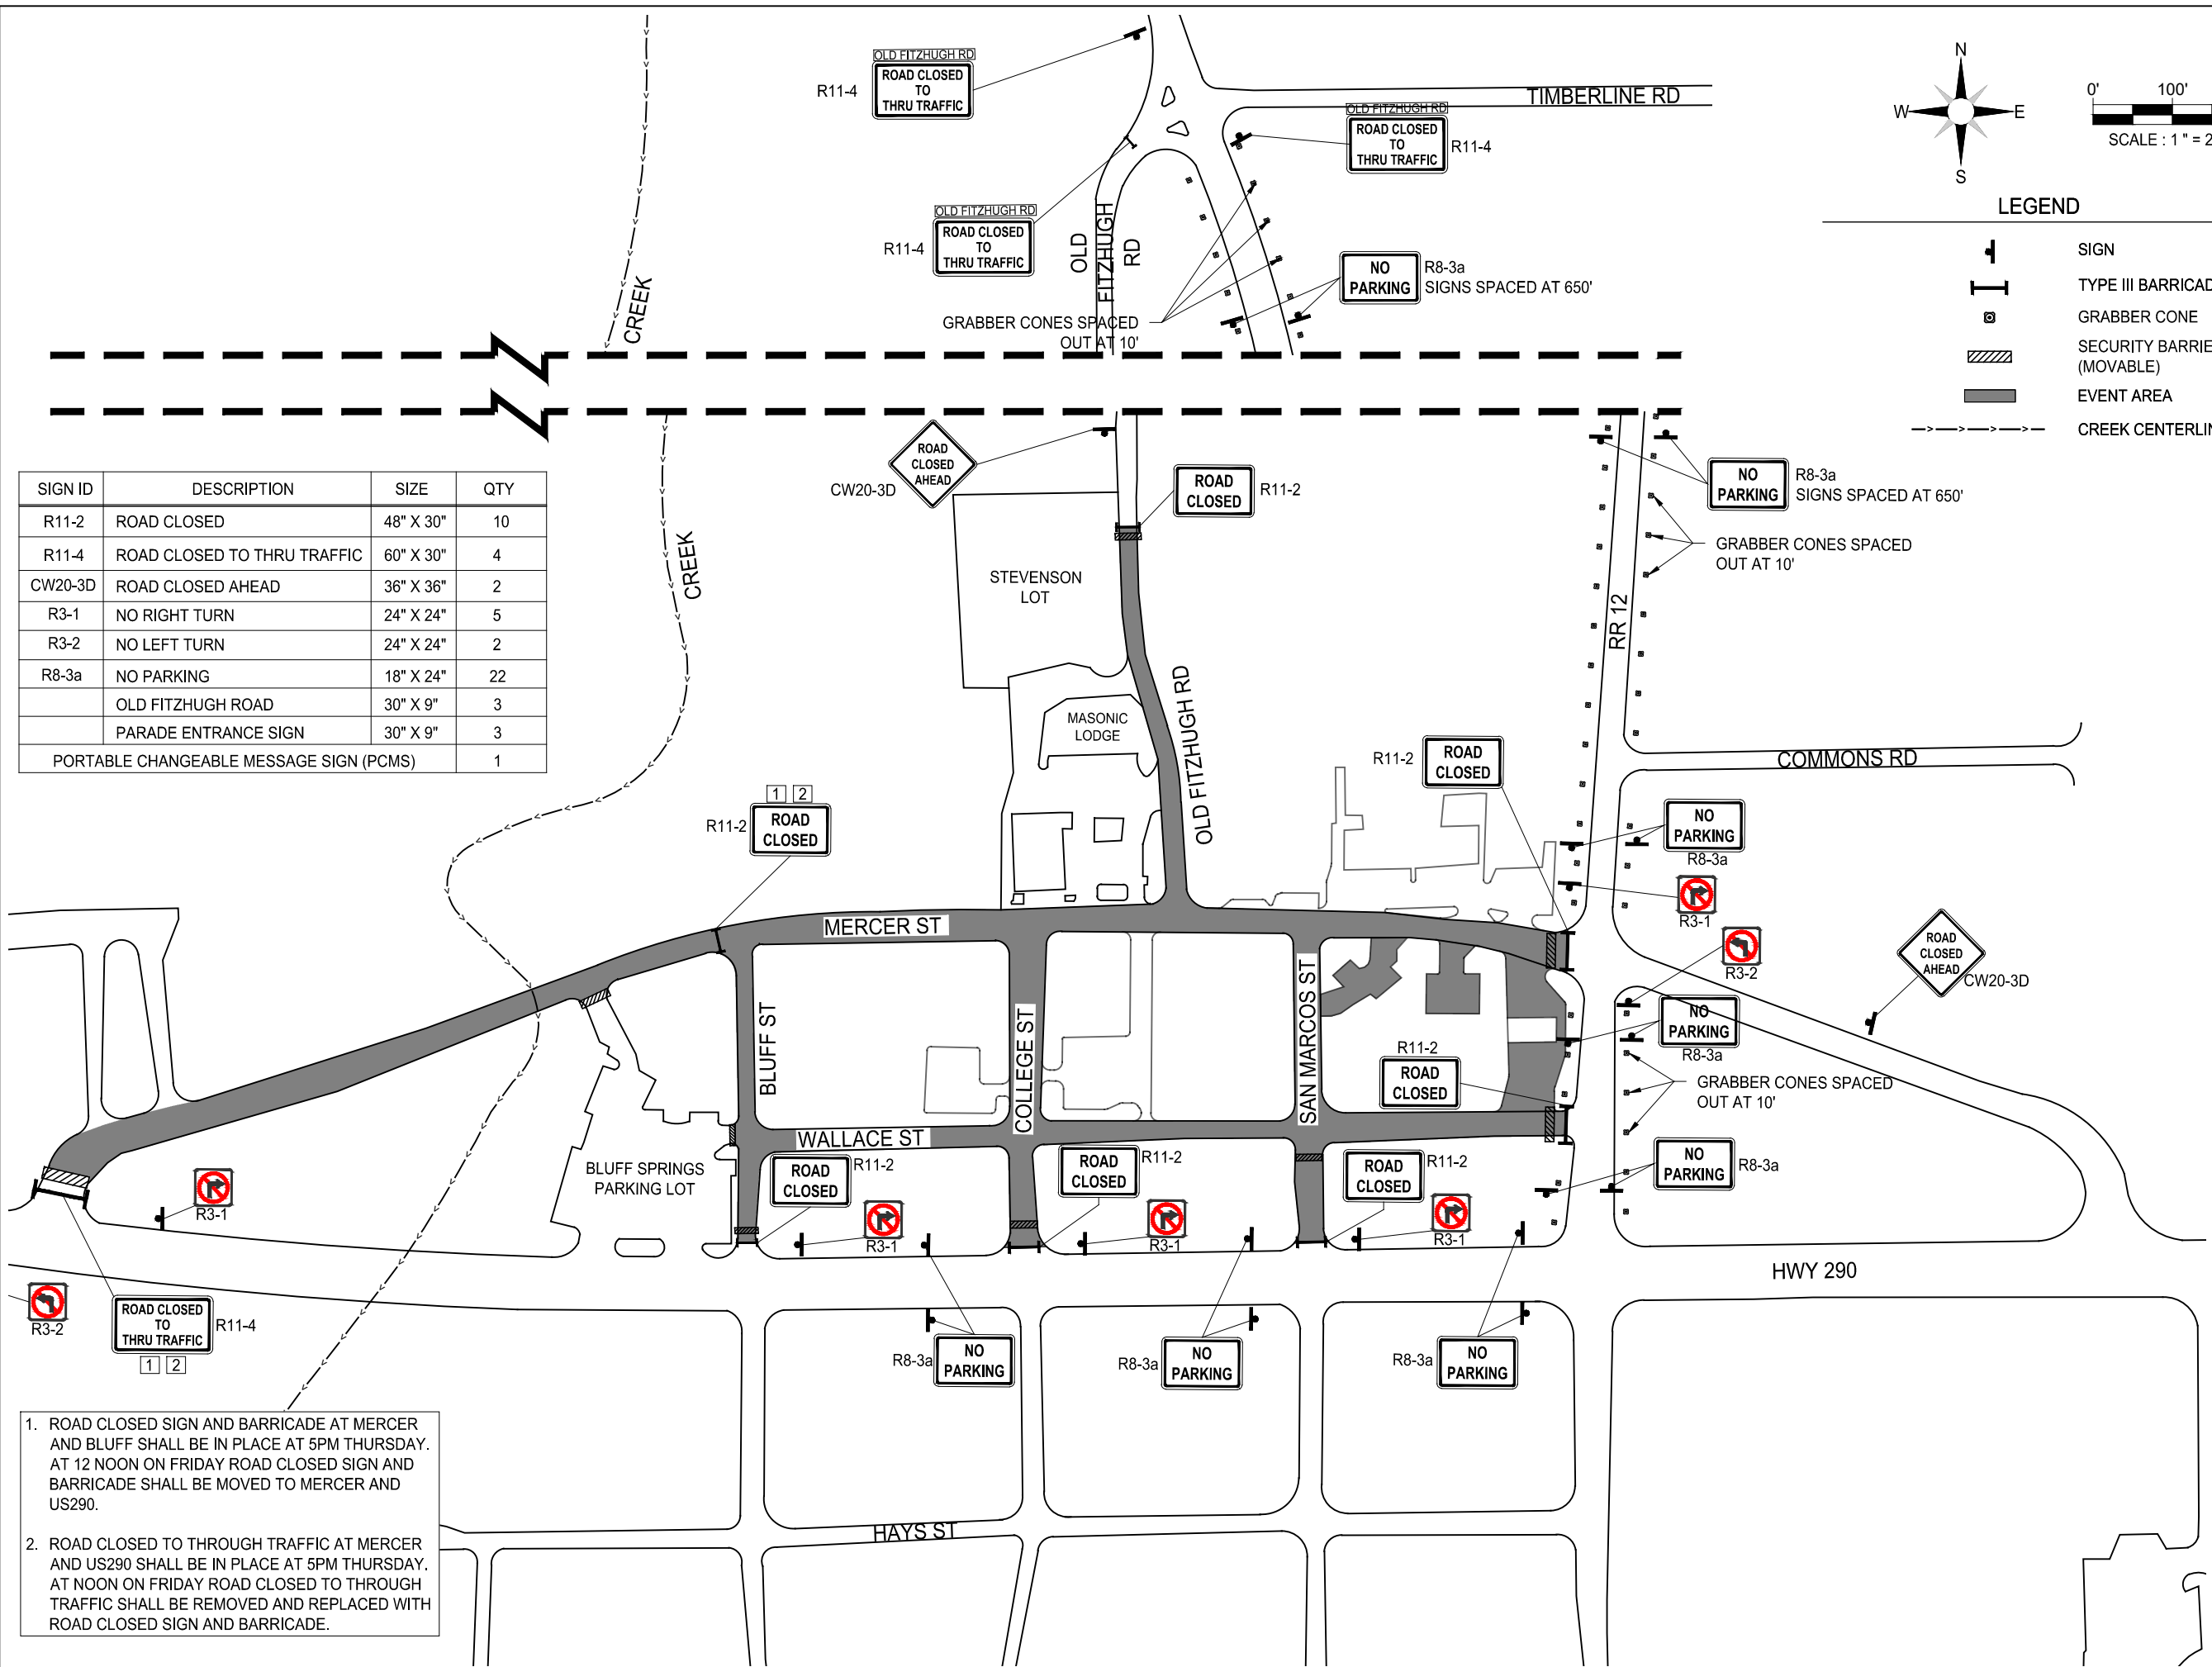 OLD FITZHUGH RD
ROAD CLOSED
TO
THRU TRAFFIC
R11-4
TIMBERLINE RD
OLD FITZHUGH RD
ROAD CLOSED
TO
THRU TRAFFIC
R11-4
OLD FITZHUGH RD
ROAD CLOSED
TO
THRU TRAFFIC
R11-4
OLD
FITZHUGH
RD
NO
PARKING
R8-3a
SIGNS SPACED AT 650'
GRABBER CONES SPACED
OUT AT 10'
CREEK
N
W
E
S
0'
100'
SCALE : 1 " = 2
LEGEND
SIGN
TYPE III BARRICAD
GRABBER CONE
SECURITY BARRIE
(MOVABLE)
EVENT AREA
CREEK CENTERLIN
SIGN ID DESCRIPTION SIZE QTY
R11-2 ROAD CLOSED 48" X 30" 10
R11-4 ROAD CLOSED TO THRU TRAFFIC 60" X 30" 4
CW20-3D ROAD CLOSED AHEAD 36" X 36" 2
R3-1 NO RIGHT TURN 24" X 24" 5
R3-2 NO LEFT TURN 24" X 24" 2
R8-3a NO PARKING 18" X 24" 22
OLD FITZHUGH ROAD 30" X 9" 3
PARADE ENTRANCE SIGN 30" X 9" 3
PORTABLE CHANGEABLE MESSAGE SIGN (PCMS) 1
CREEK
ROAD
CLOSED
AHEAD
CW20-3D
ROAD
CLOSED
R11-2
STEVENSON
LOT
MASONIC
LODGE
OLD FITZHUGH RD
NO
PARKING
R8-3a
SIGNS SPACED AT 650'
GRABBER CONES SPACED
OUT AT 10'
RR 12
COMMONS RD
R11-2
ROAD
CLOSED
1 2
R11-2
ROAD
CLOSED
NO
PARKING
R8-3a
R3-1
R3-2
ROAD
CLOSED
AHEAD
CW20-3D
MERCER ST
BLUFF ST
COLLEGE ST
SAN MARCOS ST
WALLACE ST
R11-2
ROAD
CLOSED
NO
PARKING
R8-3a
GRABBER CONES SPACED
OUT AT 10'
NO
PARKING
R8-3a
BLUFF SPRINGS
PARKING LOT
ROAD
CLOSED
R11-2
ROAD
CLOSED
R11-2
ROAD
CLOSED
R11-2
R3-1
R3-1
R3-1
R3-1
HWY 290
R3-2
ROAD CLOSED
TO
THRU TRAFFIC
R11-4
1 2
R8-3a
NO
PARKING
R8-3a
NO
PARKING
R8-3a
NO
PARKING
HAYS ST
1. ROAD CLOSED SIGN AND BARRICADE AT MERCER
AND BLUFF SHALL BE IN PLACE AT 5PM THURSDAY.
AT 12 NOON ON FRIDAY ROAD CLOSED SIGN AND
BARRICADE SHALL BE MOVED TO MERCER AND
US290.
2. ROAD CLOSED TO THROUGH TRAFFIC AT MERCER
AND US290 SHALL BE IN PLACE AT 5PM THURSDAY.
AT NOON ON FRIDAY ROAD CLOSED TO THROUGH
TRAFFIC SHALL BE REMOVED AND REPLACED WITH
ROAD CLOSED SIGN AND BARRICADE.